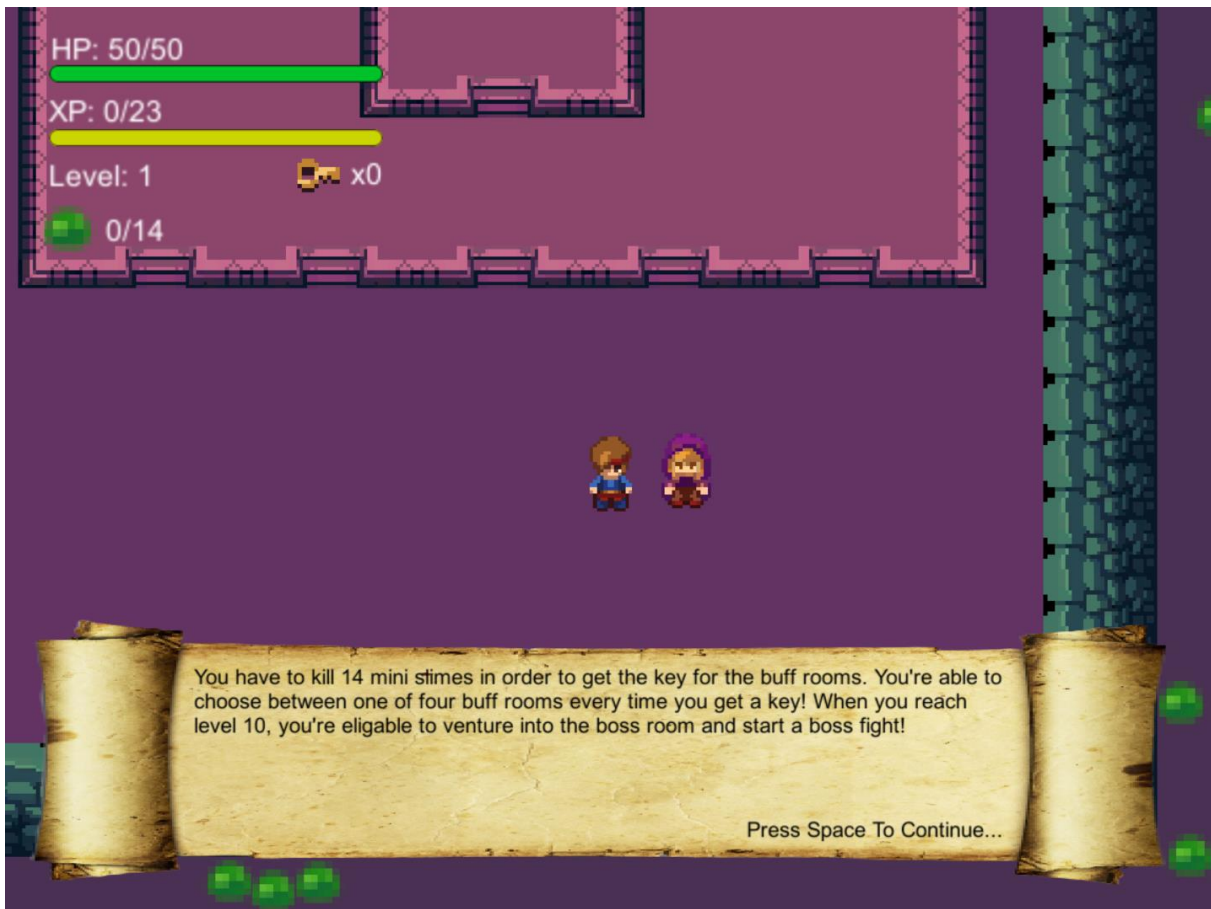 HP: 50/50
XP: 0/23
Level: 1
x0
0/14
You have to kill 14 mini slimes in order to get the key for the buff rooms. You're able to
choose between one of four buff rooms every time you get a key! When you reach
level 10, you're eligable to venture into the boss room and start a boss fight!
Press Space To Continue...